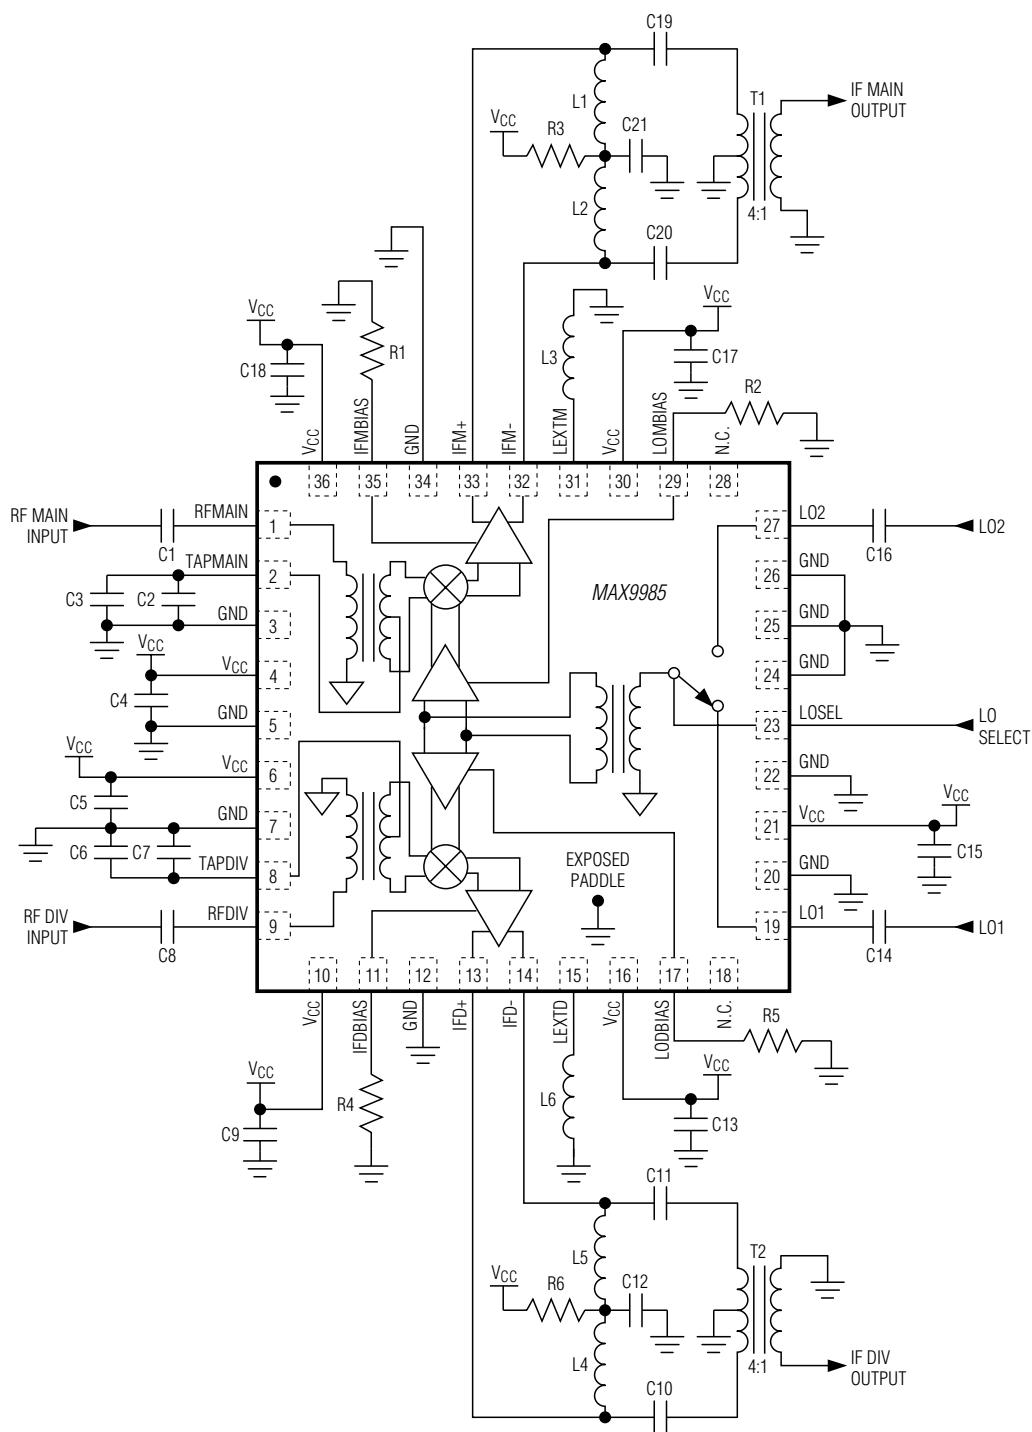 C19
L1
T1
IF MAIN
OUTPUT
VCC
R3
C21
L2
4:1
C20
VCC
C18
R1
L3
VCC
C17
R2
VCC
IFMBIAS
GND
IFM+
IFM-
LEXTM
VCC
LOMBIAS
N.C.
36
35
34
33
32
31
30
29
28
RF MAIN
INPUT
C1
RFMAIN
1
27
LO2
C16
LO2
TAPMAIN
2
MAX9985
26
GND
C3
C2
GND
3
25
GND
VCC
VCC
4
24
GND
C4
GND
5
23
LOSEL
LO
SELECT
VCC
VCC
6
22
GND
C5
GND
7
21
VCC
VCC
C6
C7
TAPDIV
8
EXPOSED
PADDLE
20
GND
C15
RF DIV
INPUT
C8
RFDIV
9
19
LO1
C14
LO1
10
11
12
13
14
15
16
17
18
VCC
IFDBIAS
GND
IFD+
IFD-
LEXTD
VCC
LODBIAS
N.C.
R5
VCC
C9
R4
L6
VCC
C13
C11
L5
T2
VCC
R6
C12
L4
4:1
IF DIV
OUTPUT
C10